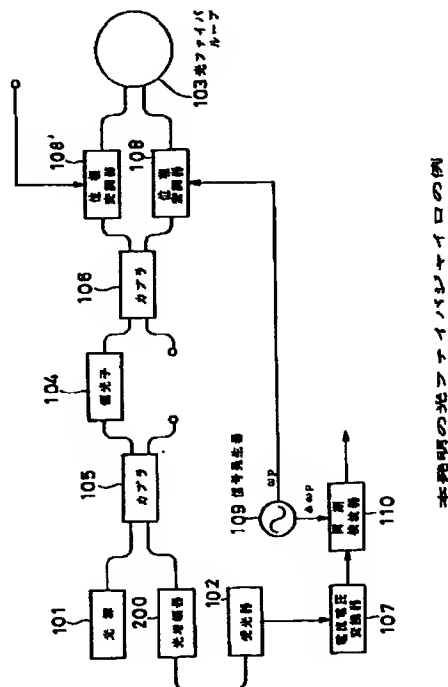 101
光源
200
光増幅器
102
受光器
105
カプラ
104
偏光子
106
カプラ
108'
位相変調器
108
位相変調器
103 光ファイバループ
109 信号発生器
ωp
ωp
107
電流電圧変換器
110
同期検波器
本発明の光ファイバジャイロの例